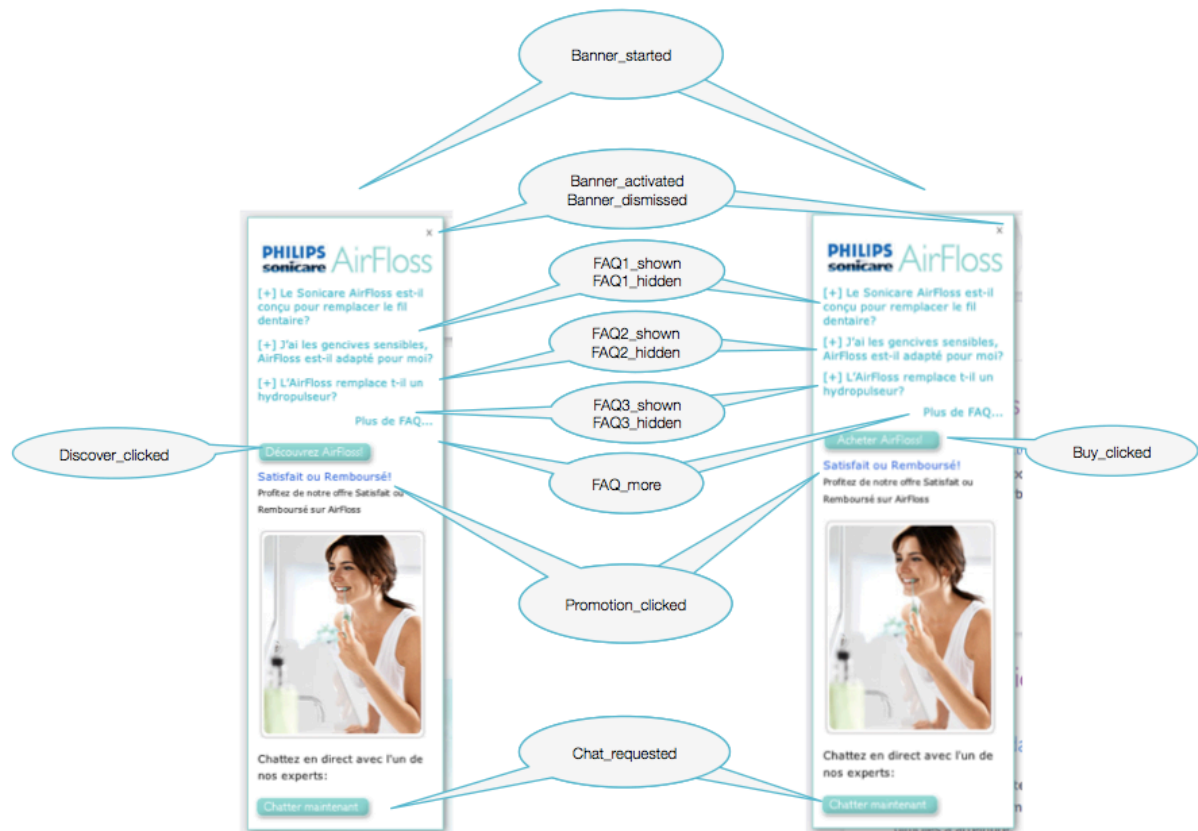 Banner_started
Banner_activated
Banner_dismissed
x
PHILIPS
sonicare
AirFloss
[+] Le Sonicare AirFloss est-il
conçu pour remplacer le fil
dentaire?
[+] J'ai les gencives sensibles,
AirFloss est-il adapté pour moi?
[+] L'AirFloss remplace t-il un
hydropulseur?
Plus de FAQ...
Découvrez AirFloss!
Satisfait ou Remboursé!
Profitez de notre offre Satisfait ou
Remboursé sur AirFloss
Chattez en direct avec l'un de
nos experts:
Chatter maintenant
FAQ1_shown
FAQ1_hidden
FAQ2_shown
FAQ2_hidden
FAQ3_shown
FAQ3_hidden
Discover_clicked
FAQ_more
Buy_clicked
Promotion_clicked
Chat_requested
x
PHILIPS
sonicare
AirFloss
[+] Le Sonicare AirFloss est-il
conçu pour remplacer le fil
dentaire?
[+] J'ai les gencives sensibles,
AirFloss est-il adapté pour moi?
[+] L'AirFloss remplace t-il un
hydropulseur?
Plus de FAQ...
Acheter AirFloss!
Satisfait ou Remboursé!
Profitez de notre offre Satisfait ou
Remboursé sur AirFloss
Chattez en direct avec l'un de
nos experts:
Chatter maintenant